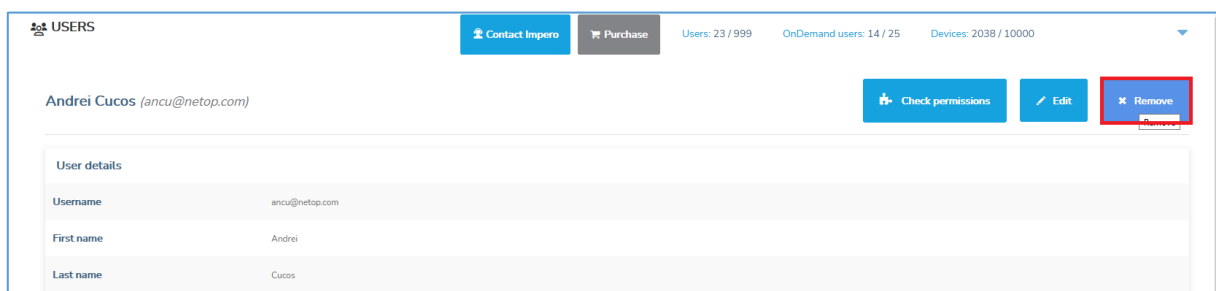 USERS
Contact Impero
Purchase
Users: 23 / 999
OnDemand users: 14 / 25
Devices: 2038 / 10000
Andrei Cucos (ancu@netop.com)
Check permissions
Edit
Remove
Remove
User details
Username ancu@netop.com
First name Andrei
Last name Cucos